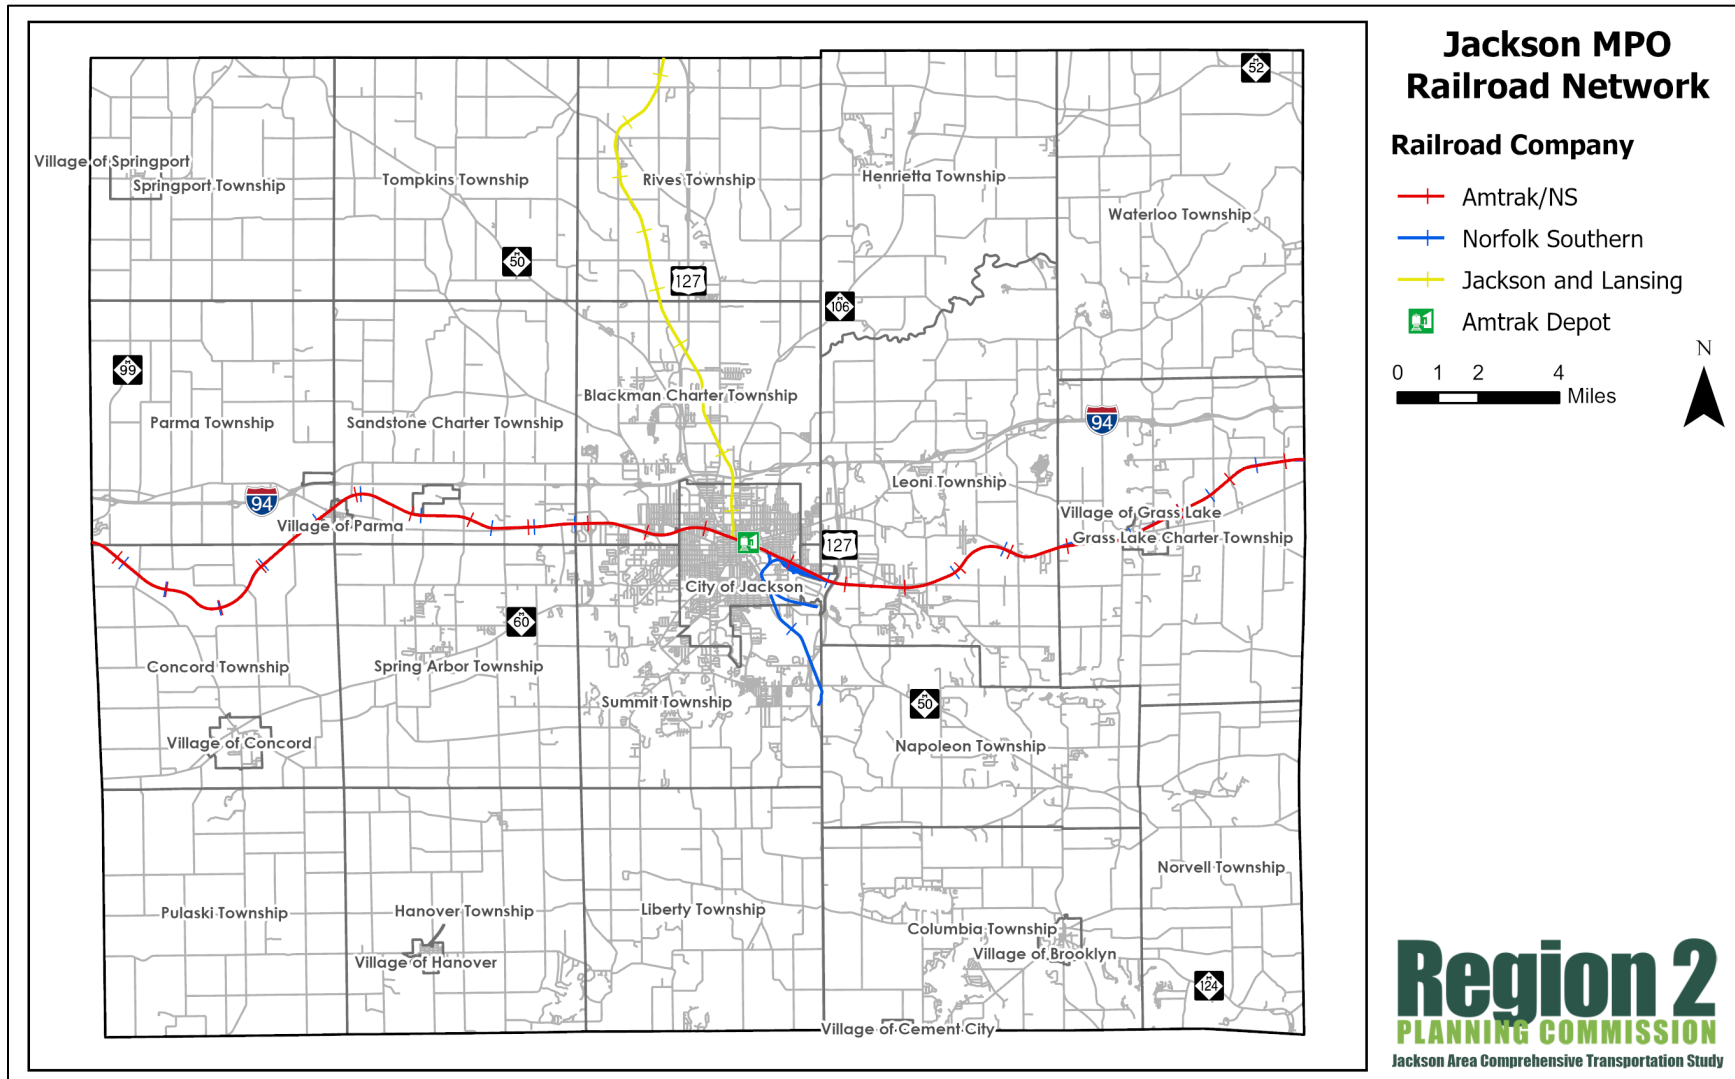 Jackson MPO
Railroad Network
Railroad Company
Amtrak/NS
Norfolk Southern
Jackson and Lansing
Amtrak Depot
0 1 2 4
Miles
N
M
52
Village of Springport
Springport Township
Tompkins Township
Rives Township
Henrietta Township
Waterloo Township
M
50
127
M
106
M
99
Blackman Charter Township
Parma Township
Sandstone Charter Township
94
Leoni Township
94
Village of Parma
Village of Grass Lake
Grass Lake Charter Township
127
City of Jackson
M
60
Concord Township
Spring Arbor Township
Summit Township
M
50
Village of Concord
Napoleon Township
Norvell Township
Pulaski Township
Hanover Township
Liberty Township
Columbia Township
Village of Brooklyn
Village of Hanover
M
124
Village of Cement City
Region 2
PLANNING COMMISSION
Jackson Area Comprehensive Transportation Study